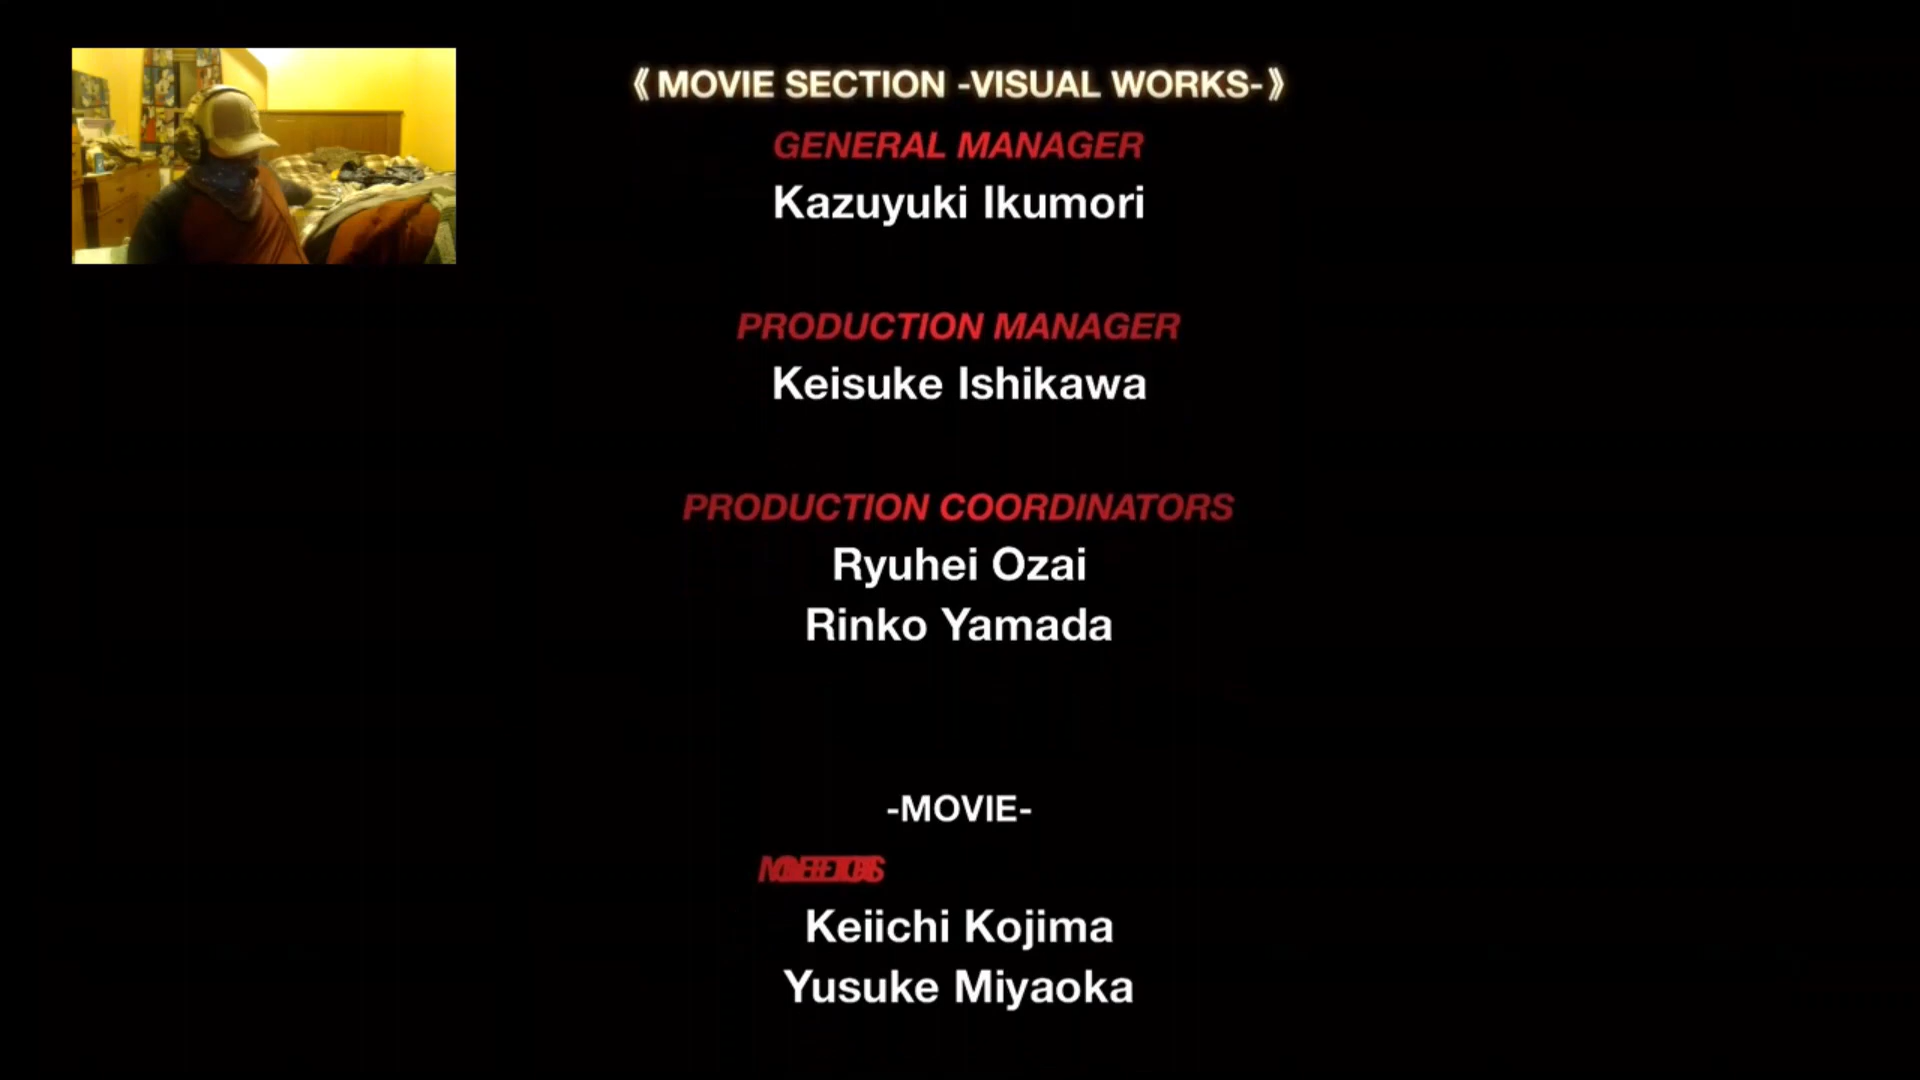 《MOVIE SECTION -VISUAL WORKS-》
GENERAL MANAGER
Kazuyuki Ikumori
PRODUCTION MANAGER
Keisuke Ishikawa
PRODUCTION COORDINATORS
Ryuhei Ozai
Rinko Yamada
-MOVIE-
Keiichi Kojima
Yusuke Miyaoka